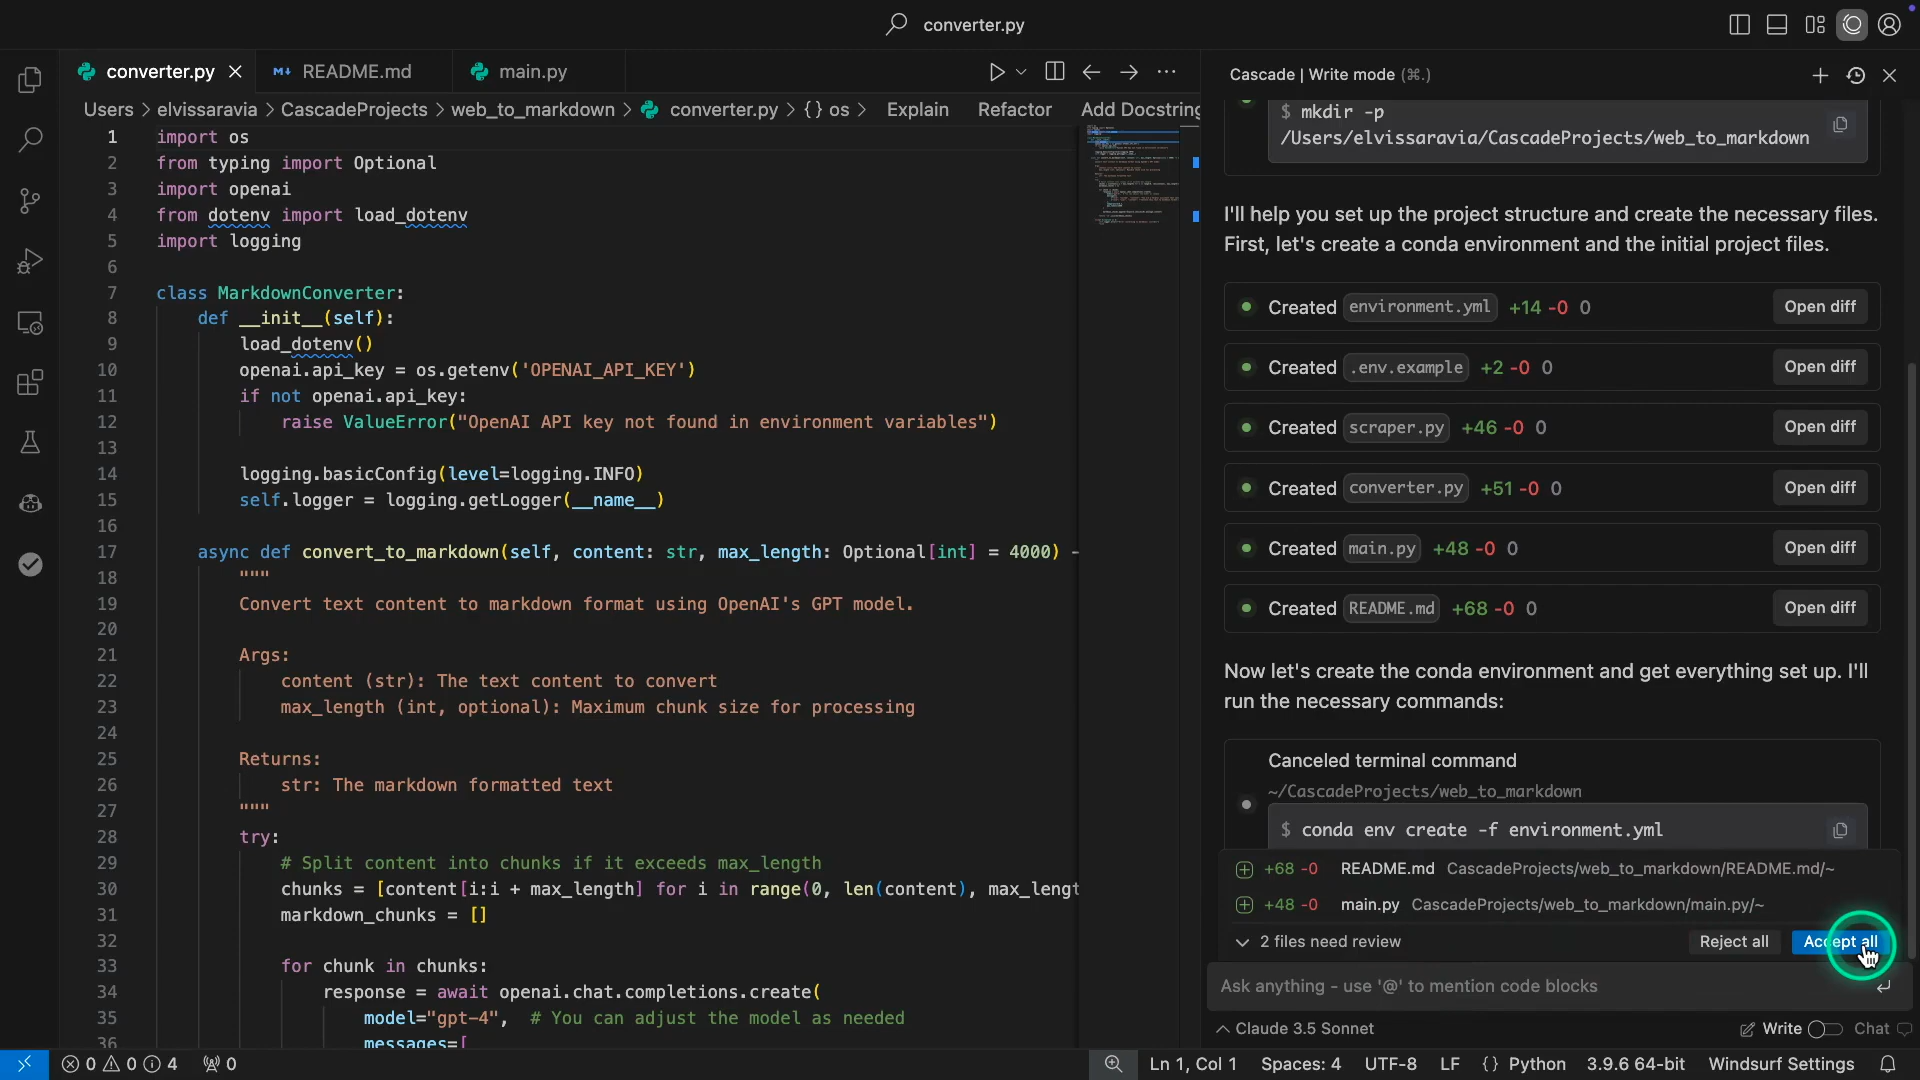 converter.py
converter.py
README.md
main.py
Users > elvissaravia > CascadeProjects > web_to_markdown > converter.py > {} os >
Explain
Refactor
Add Docstring
1 import os
2 from typing import Optional
3 import openai
4 from dotenv import load_dotenv
5 import logging
6
7 class MarkdownConverter:
8 def __init__(self):
9 load_dotenv()
10 openai.api_key = os.getenv('OPENAI_API_KEY')
11 if not openai.api_key:
12 raise ValueError("OpenAI API key not found in environment variables")
13
14 logging.basicConfig(level=logging.INFO)
15 self.logger = logging.getLogger(__name__)
16
17 async def convert_to_markdown(self, content: str, max_length: Optional[int] = 4000) -
18 """
19 Convert text content to markdown format using OpenAI's GPT model.
20
21 Args:
22 content (str): The text content to convert
23 max_length (int, optional): Maximum chunk size for processing
24
25 Returns:
26 str: The markdown formatted text
27 """
28 try:
29 # Split content into chunks if it exceeds max_length
30 chunks = [content[i:i + max_length] for i in range(0, len(content), max_lengt
31 markdown_chunks = []
32
33 for chunk in chunks:
34 response = await openai.chat.completions.create(
35 model="gpt-4", # You can adjust the model as needed
36 messages=[
Cascade | Write mode (⌘.)
$ mkdir -p
/Users/elvissaravia/CascadeProjects/web_to_markdown
I'll help you set up the project structure and create the necessary files.
First, let's create a conda environment and the initial project files.
Created environment.yml +14 -0 0 Open diff
Created .env.example +2 -0 0 Open diff
Created scraper.py +46 -0 0 Open diff
Created converter.py +51 -0 0 Open diff
Created main.py +48 -0 0 Open diff
Created README.md +68 -0 0 Open diff
Now let's create the conda environment and get everything set up. I'll
run the necessary commands:
Canceled terminal command
~/CascadeProjects/web_to_markdown
$ conda env create -f environment.yml
+68 -0 README.md CascadeProjects/web_to_markdown/README.md/~
+48 -0 main.py CascadeProjects/web_to_markdown/main.py/~
2 files need review Reject all Accept all
Ask anything - use '@' to mention code blocks
Claude 3.5 Sonnet Write Chat
0 0 4 0 Ln 1, Col 1 Spaces: 4 UTF-8 LF {} Python 3.9.6 64-bit Windsurf Settings